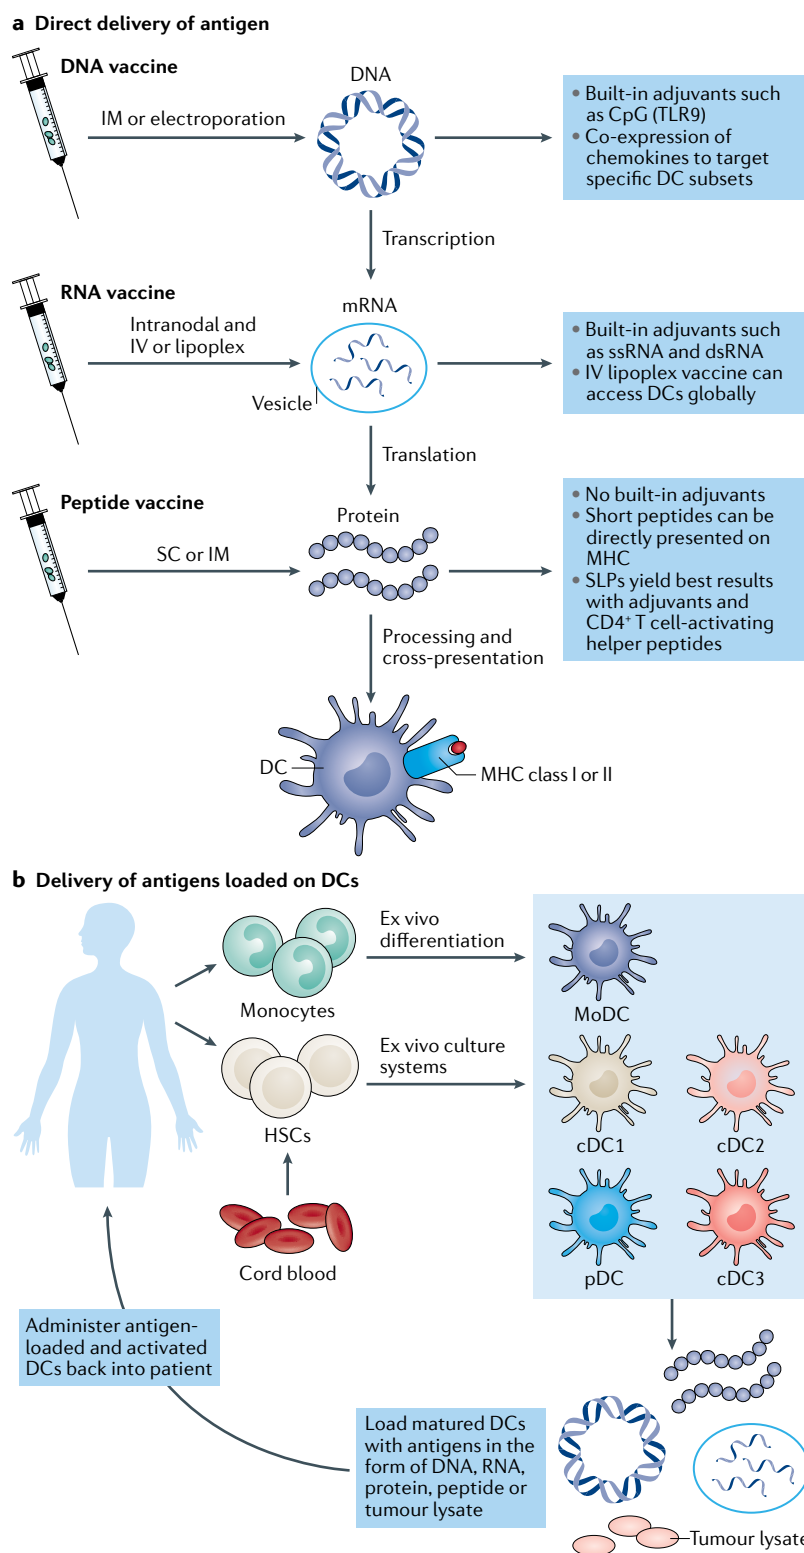 a Direct delivery of antigen
DNA vaccine
IM or electroporation
DNA
• Built-in adjuvants such
as CpG (TLR9)
• Co-expression of
chemokines to target
specific DC subsets
Transcription
RNA vaccine
Intranodal and
IV or lipoplex
mRNA
Vesicle
• Built-in adjuvants such
as ssRNA and dsRNA
• IV lipoplex vaccine can
access DCs globally
Translation
Peptide vaccine
SC or IM
Protein
• No built-in adjuvants
• Short peptides can be
directly presented on
MHC
• SLPs yield best results
with adjuvants and
CD4⁺ T cell-activating
helper peptides
Processing and
cross-presentation
DC
MHC class I or II
b Delivery of antigens loaded on DCs
Monocytes
Ex vivo
differentiation
MoDC
HSCs
Ex vivo culture
systems
cDC1
cDC2
pDC
cDC3
Cord blood
Administer antigen-
loaded and activated
DCs back into patient
Load matured DCs
with antigens in the
form of DNA, RNA,
protein, peptide or
tumour lysate
Tumour lysate